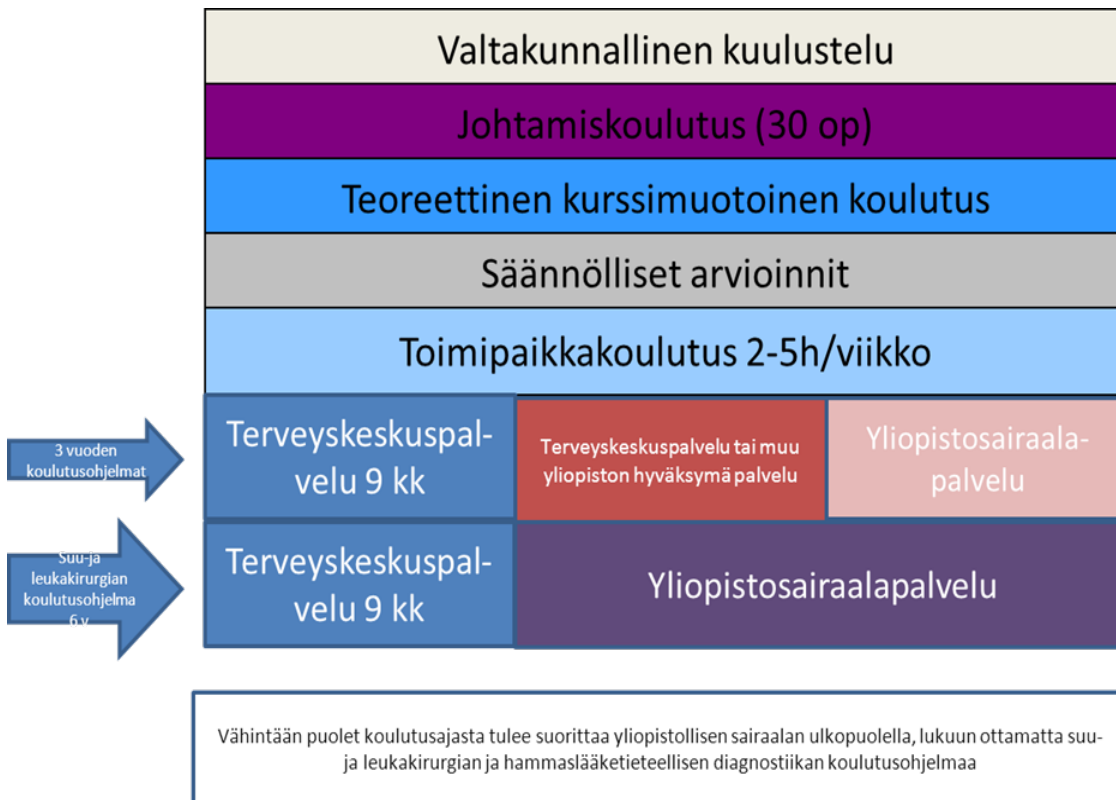 Valtakunnallinen kuulustelu
Johtamiskoulutus (30 op)
Teoreettinen kurssimuotoinen koulutus
Säännölliset arvioinnit
Toimipaikkakoulutus 2-5h/viikko
3 vuoden
koulutusohjelmat
Terveyskeskuspal-
velu 9 kk
Terveyskeskuspalvelu tai muu
yliopiston hyväksymä palvelu
Yliopistosairaala-
palvelu
Suu-ja
leukakirurgian
koulutusohjelma
6 v
Terveyskeskuspal-
velu 9 kk
Yliopistosairaalapalvelu
Vähintään puolet koulutusajasta tulee suorittaa yliopistollisen sairaalan ulkopuolella, lukuun ottamatta suu-
ja leukakirurgian ja hammaslääketieteellisen diagnostiikan koulutusohjelmaa